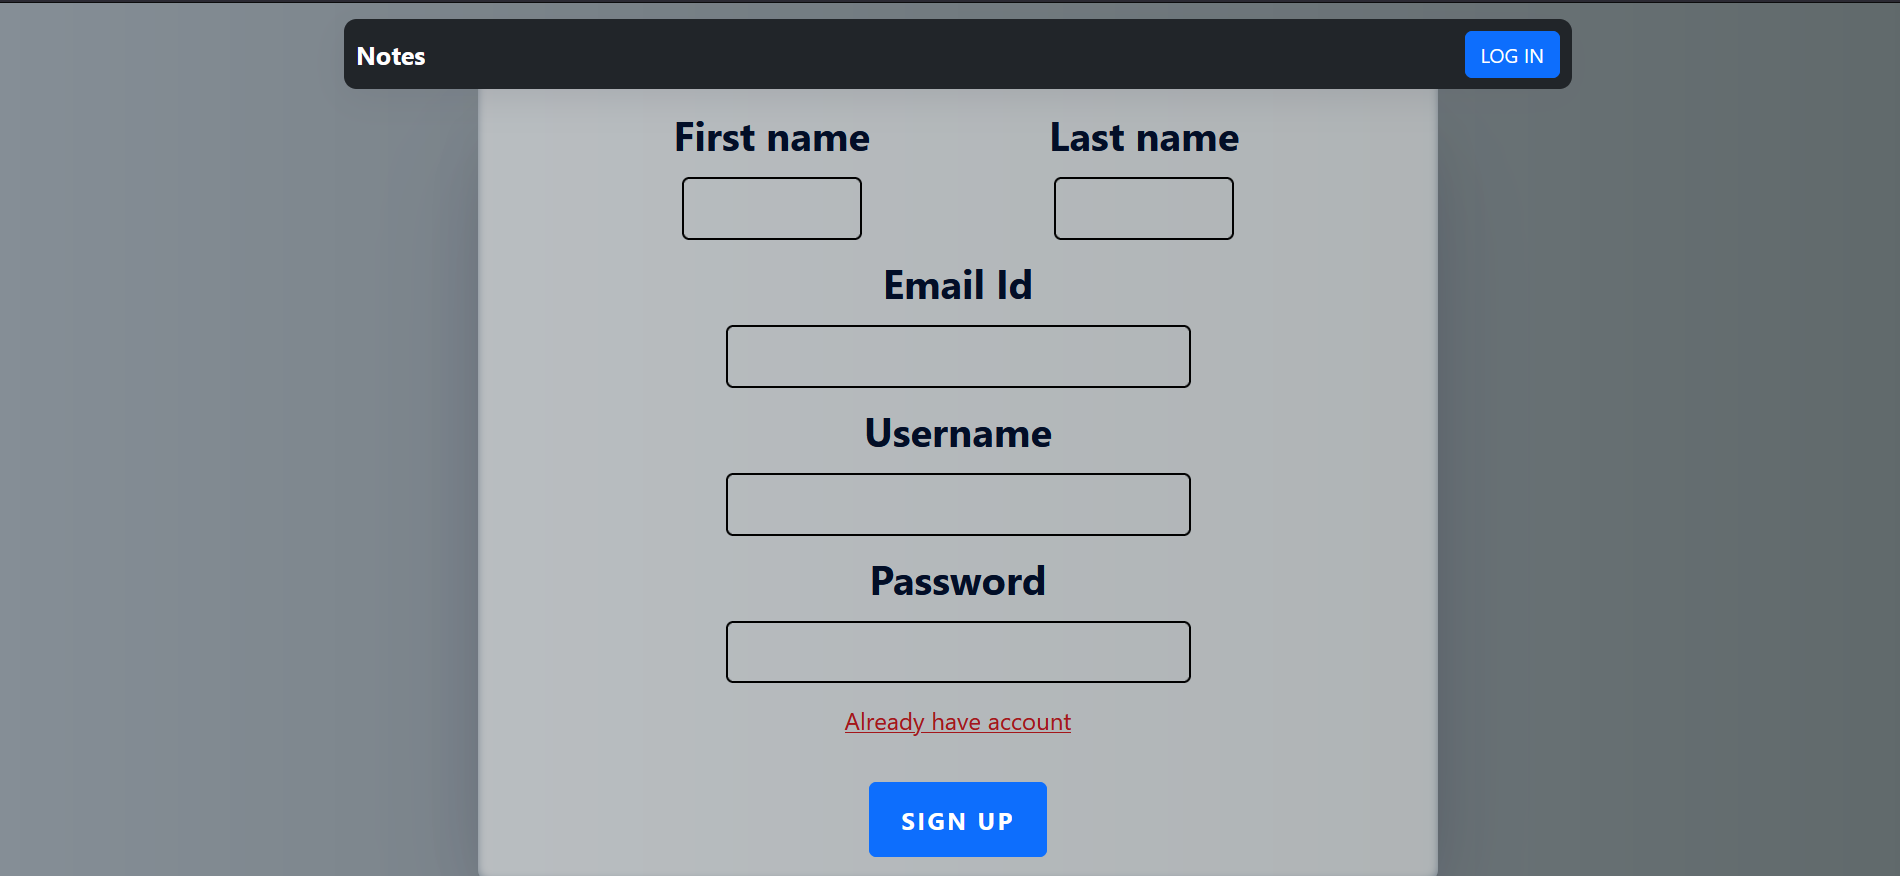 Notes
LOG IN
First name
Last name
Email Id
Username
Password
Already have account
SIGN UP